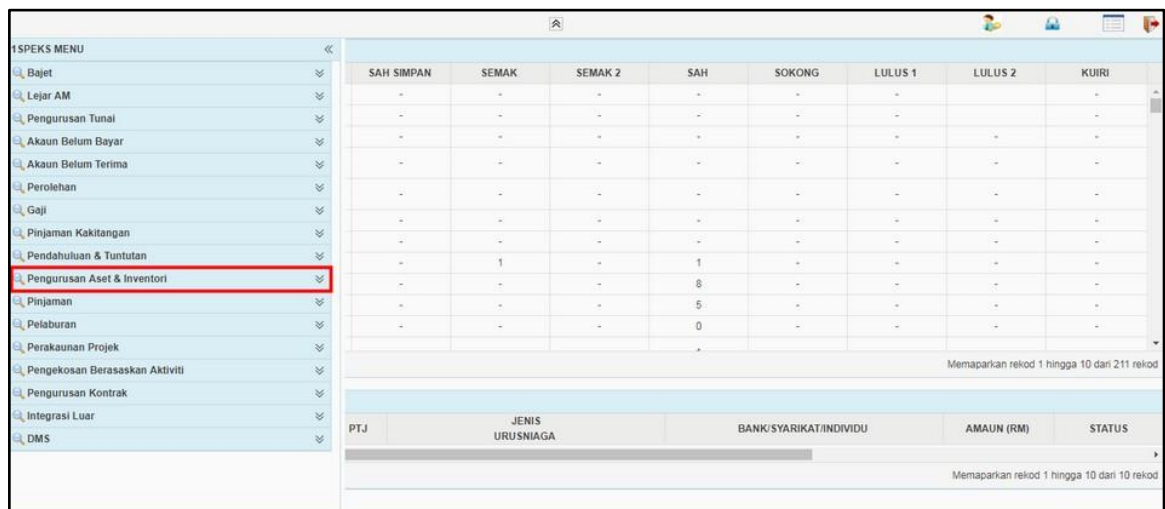 1SPEKS MENU
Bajet
Lejar AM
Pengurusan Tunai
Akaun Belum Bayar
Akaun Belum Terima
Perolehan
Gaji
Pinjaman Kakitangan
Pendahuluan & Tuntutan
Pengurusan Aset & Inventori
Pinjaman
Pelaburan
Perakaunan Projek
Pengekosan Berasaskan Aktiviti
Pengurusan Kontrak
Integrasi Luar
DMS
SAH SIMPAN SEMAK SEMAK 2 SAH SOKONG LULUS 1 LULUS 2 KUIRI
- - - - - - -
- - - - - - -
- - - - - - - -
- - - - - - - -
- - - - - - - -
- - - - - - - -
- - - - - - - -
- 1 - 1 - - - -
- - - 8 - - - -
- - - 5 - - - -
- - - 0 - - - -
Memaparkan rekod 1 hingga 10 dari 211 rekod
PTJ JENIS URUSNIAGA BANK/SYARIKAT/INDIVIDU AMAUN (RM) STATUS
Memaparkan rekod 1 hingga 10 dari 10 rekod